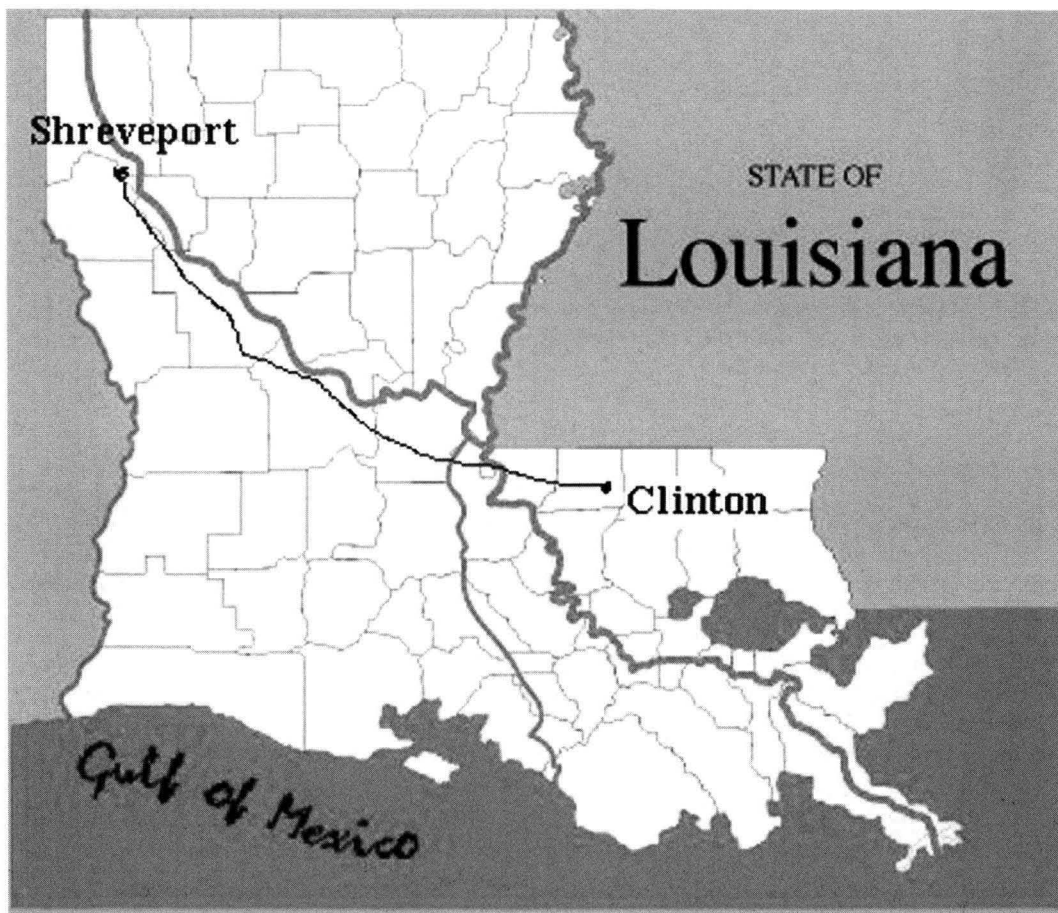 Shreveport
STATE OF
Louisiana
Clinton
Gulf of Mexico